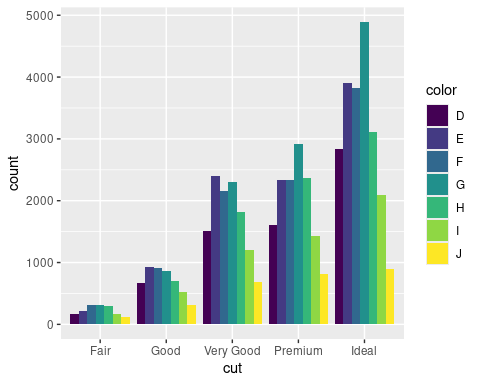 5000
4000
3000
2000
1000
0
count
Fair Good Very Good Premium Ideal
cut
color
D
E
F
G
H
I
J